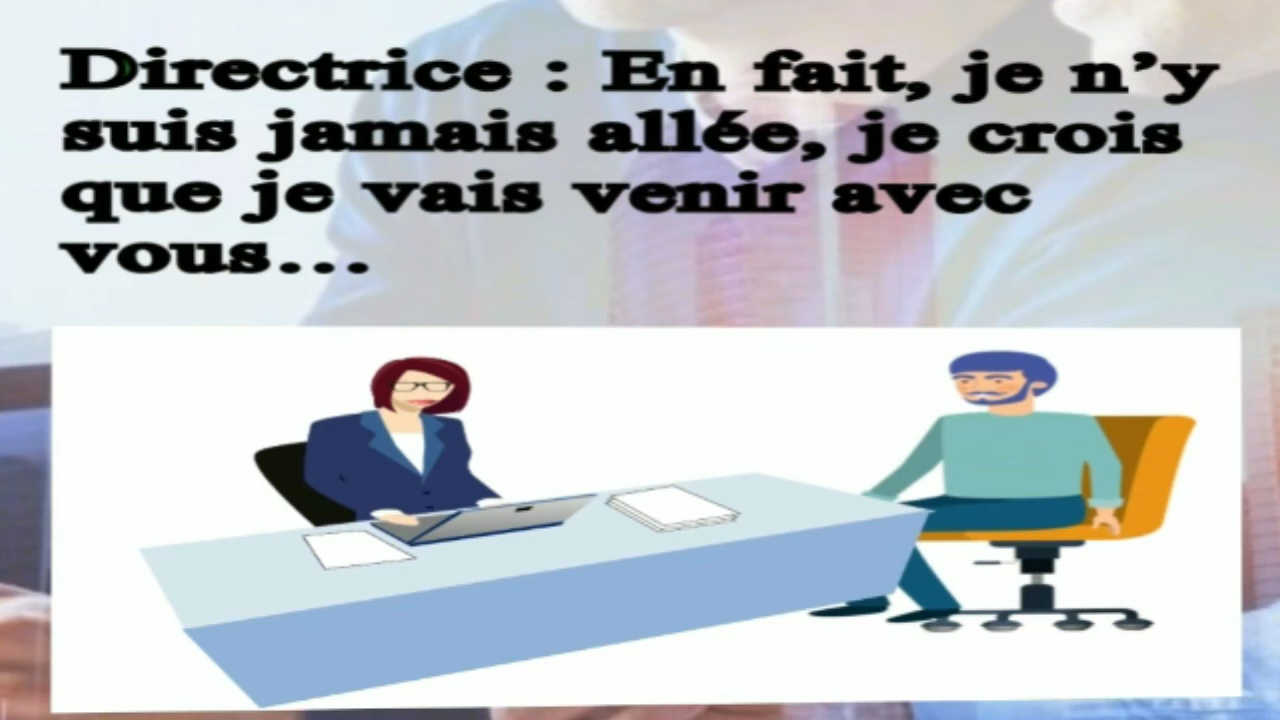 Directrice : En fait, je n’y
suis jamais allée, je crois
que je vais venir avec
vous…